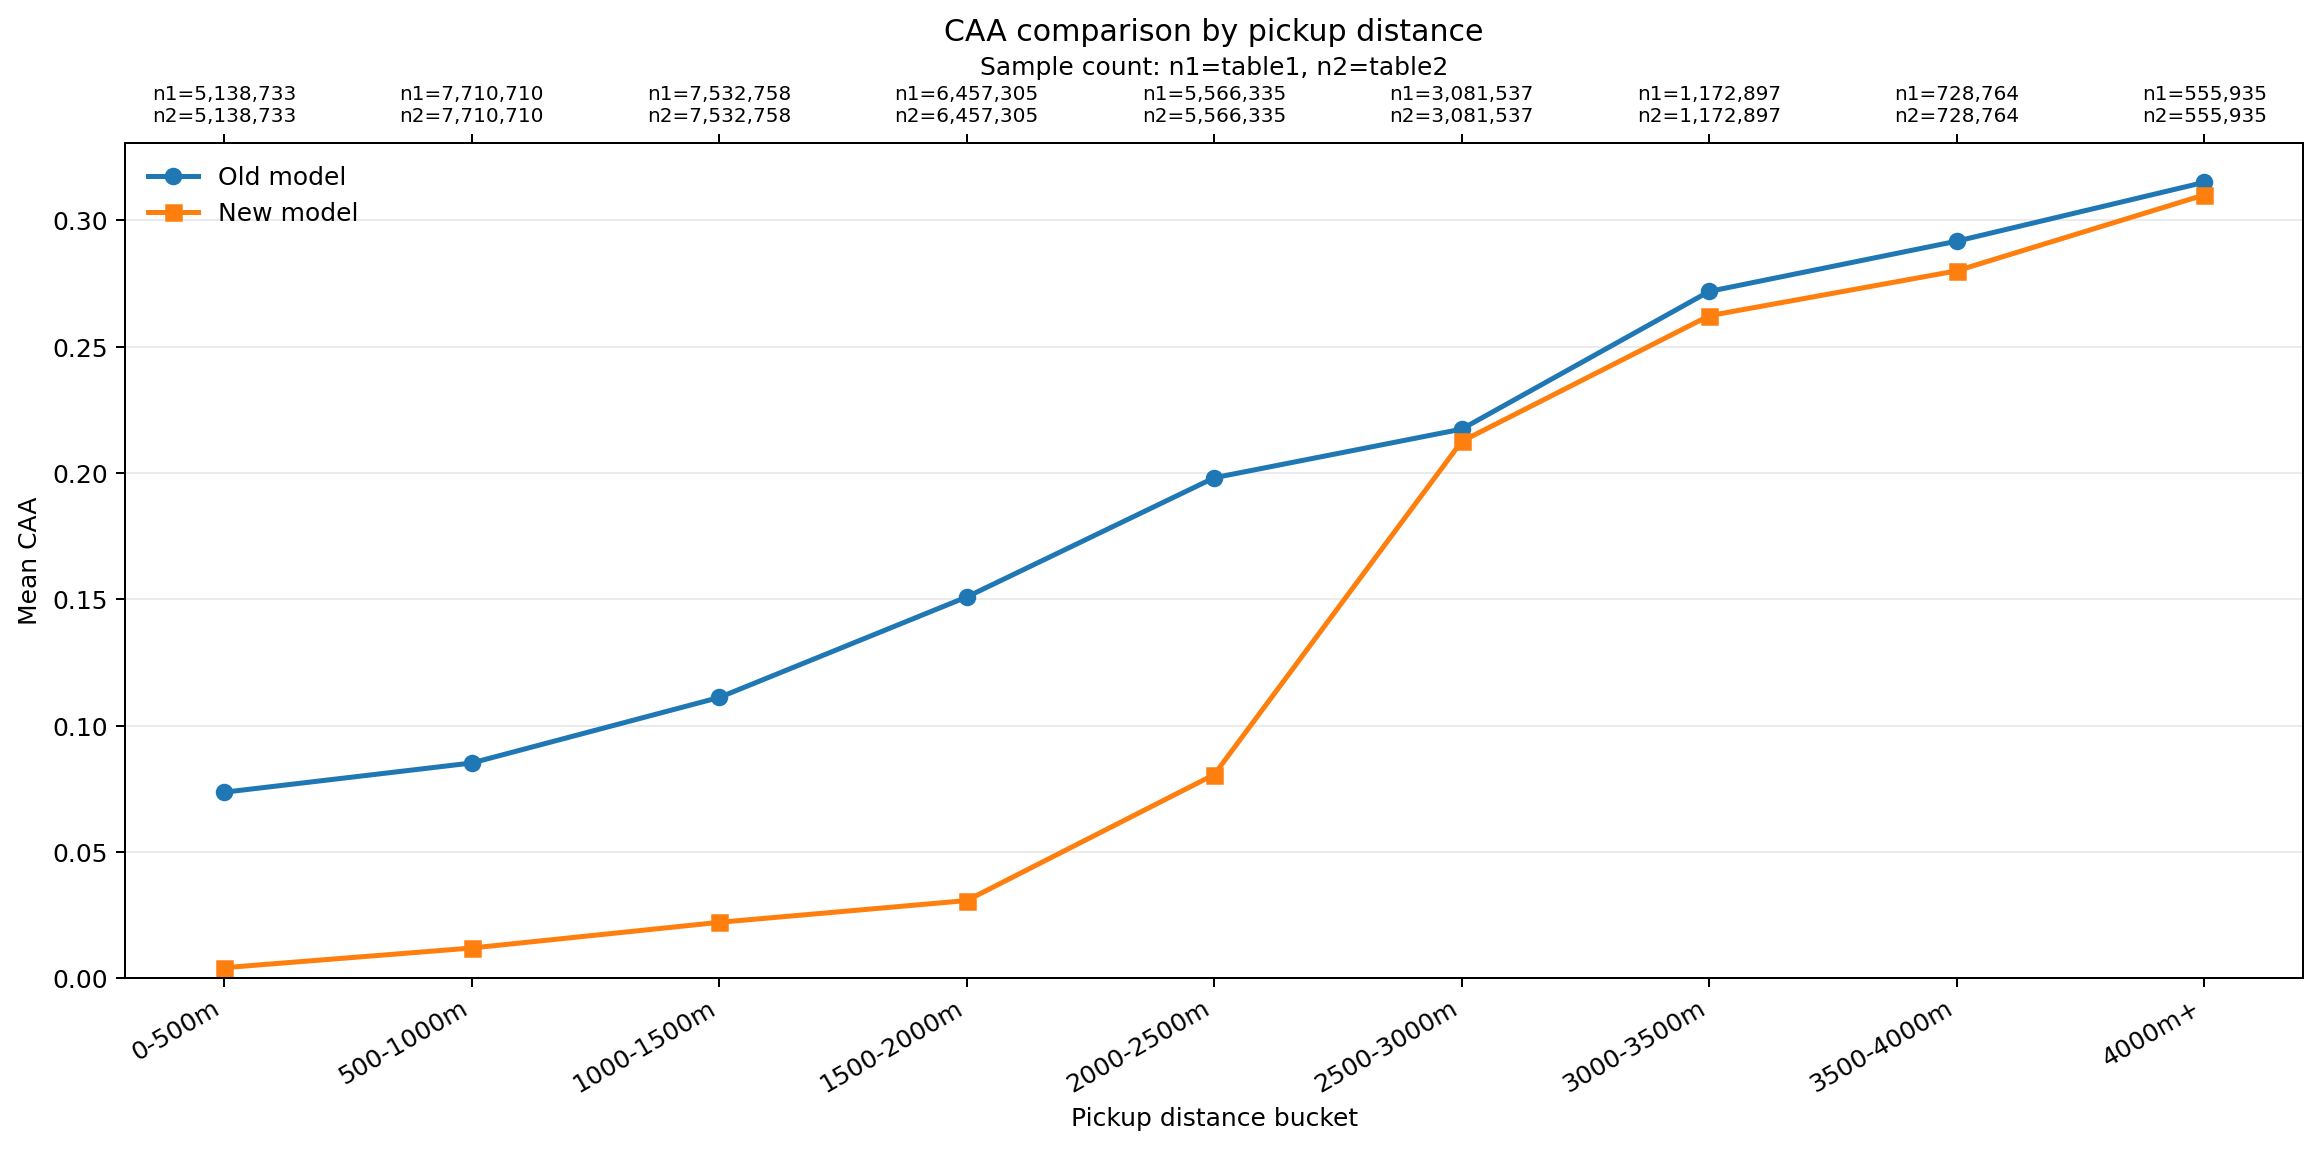 CAA comparison by pickup distance
Sample count: n1=table1, n2=table2
n1=5,138,733 n1=7,710,710 n1=7,532,758 n1=6,457,305 n1=5,566,335 n1=3,081,537 n1=1,172,897 n1=728,764 n1=555,935
n2=5,138,733 n2=7,710,710 n2=7,532,758 n2=6,457,305 n2=5,566,335 n2=3,081,537 n2=1,172,897 n2=728,764 n2=555,935
Old model
New model
0.30
0.25
0.20
0.15
0.10
0.05
0.00
Mean CAA
0-500m 500-1000m 1000-1500m 1500-2000m 2000-2500m 2500-3000m 3000-3500m 3500-4000m 4000m+
Pickup distance bucket